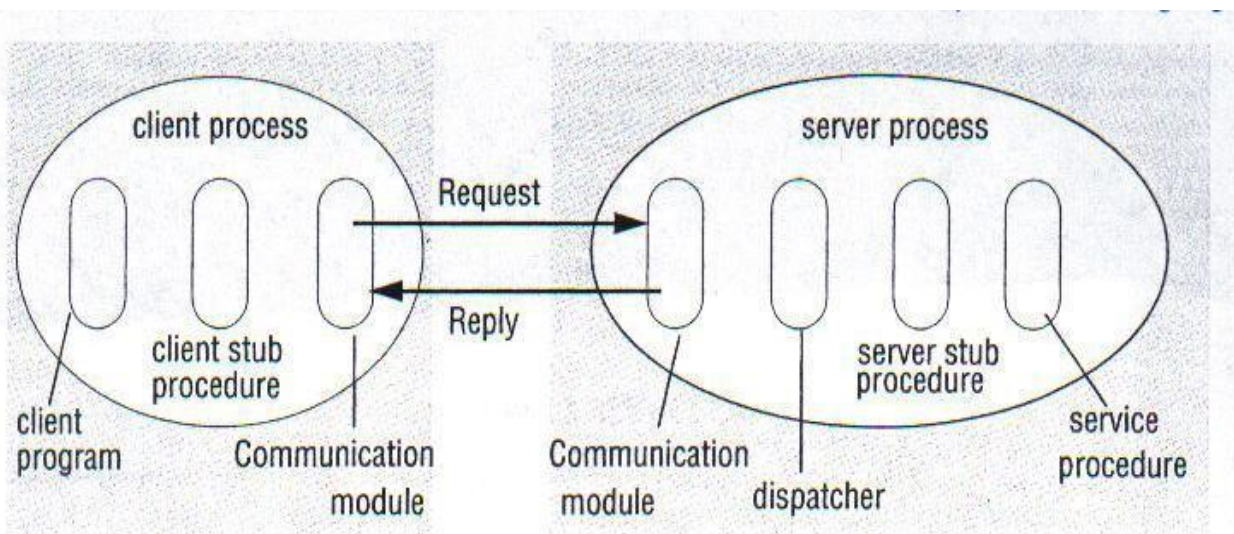 client process
server process
Request
Reply
client stub
procedure
server stub
procedure
client
program
Communication
module
Communication
module
dispatcher
service
procedure